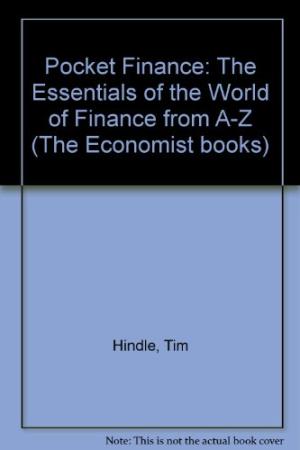 Pocket Finance: The
Essentials of the World
of Finance from A-Z
(The Economist books)
Hindle, Tim
Note: This is not the actual book cover